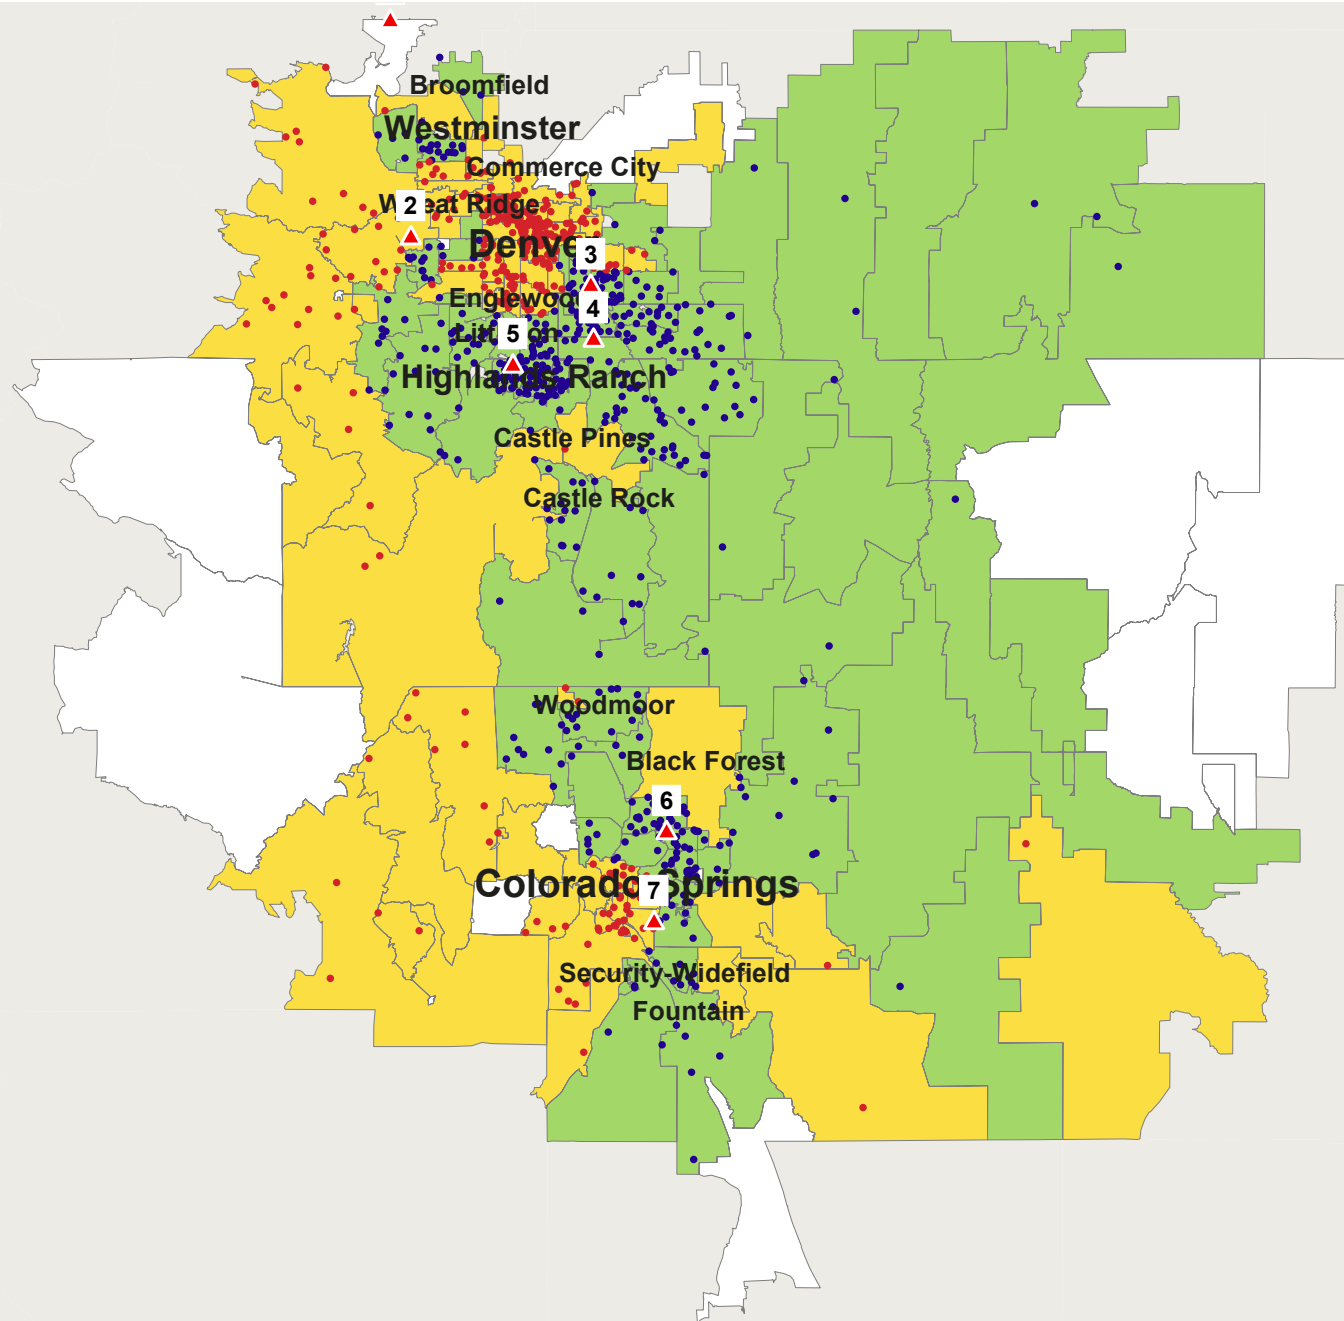 Broomfield
Westminster
Commerce City
Wheat Ridge
2
Denver
3
Englewood
4
Littleton
5
Highlands Ranch
Castle Pines
Castle Rock
Woodmoor
Black Forest
6
Colorado Springs
7
Security-Widefield
Fountain